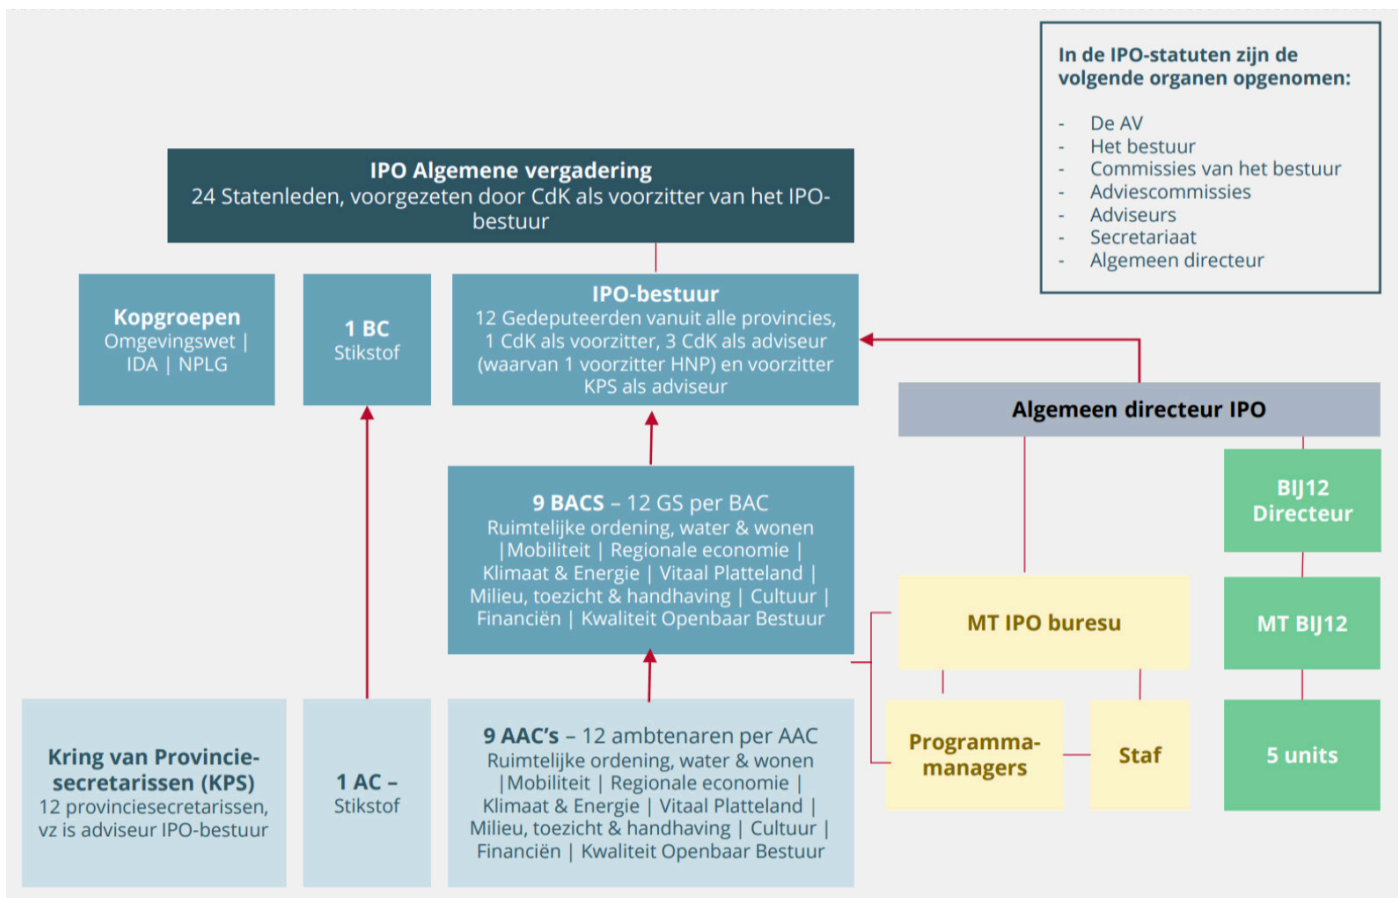 In de IPO-statuten zijn de
volgende organen opgenomen:
- De AV
- Het bestuur
- Commissies van het bestuur
- Adviescommissies
- Adviseurs
- Secretariaat
- Algemeen directeur
IPO Algemene vergadering
24 Statenleden, voorgezeten door CdK als voorzitter van het IPO-
bestuur
Kopgroepen
Omgevingswet |
IDA | NPLG
1 BC
Stikstof
IPO-bestuur
12 Gedeputeerden vanuit alle provincies,
1 CdK als voorzitter, 3 CdK als adviseur
(waarvan 1 voorzitter HNP) en voorzitter
KPS als adviseur
Algemeen directeur IPO
BIJ12
Directeur
9 BACS – 12 GS per BAC
Ruimtelijke ordening, water & wonen
|Mobiliteit | Regionale economie |
Klimaat & Energie | Vitaal Platteland |
Milieu, toezicht & handhaving | Cultuur |
Financiën | Kwaliteit Openbaar Bestuur
MT IPO buresu
MT BIJ12
Kring van Provincie-
secretarissen (KPS)
12 provinciesecretarissen,
vz is adviseur IPO-bestuur
1 AC –
Stikstof
9 AAC’s – 12 ambtenaren per AAC
Ruimtelijke ordening, water & wonen
|Mobiliteit | Regionale economie |
Klimaat & Energie | Vitaal Platteland |
Milieu, toezicht & handhaving | Cultuur |
Financiën | Kwaliteit Openbaar Bestuur
Programma-
managers
Staf
5 units